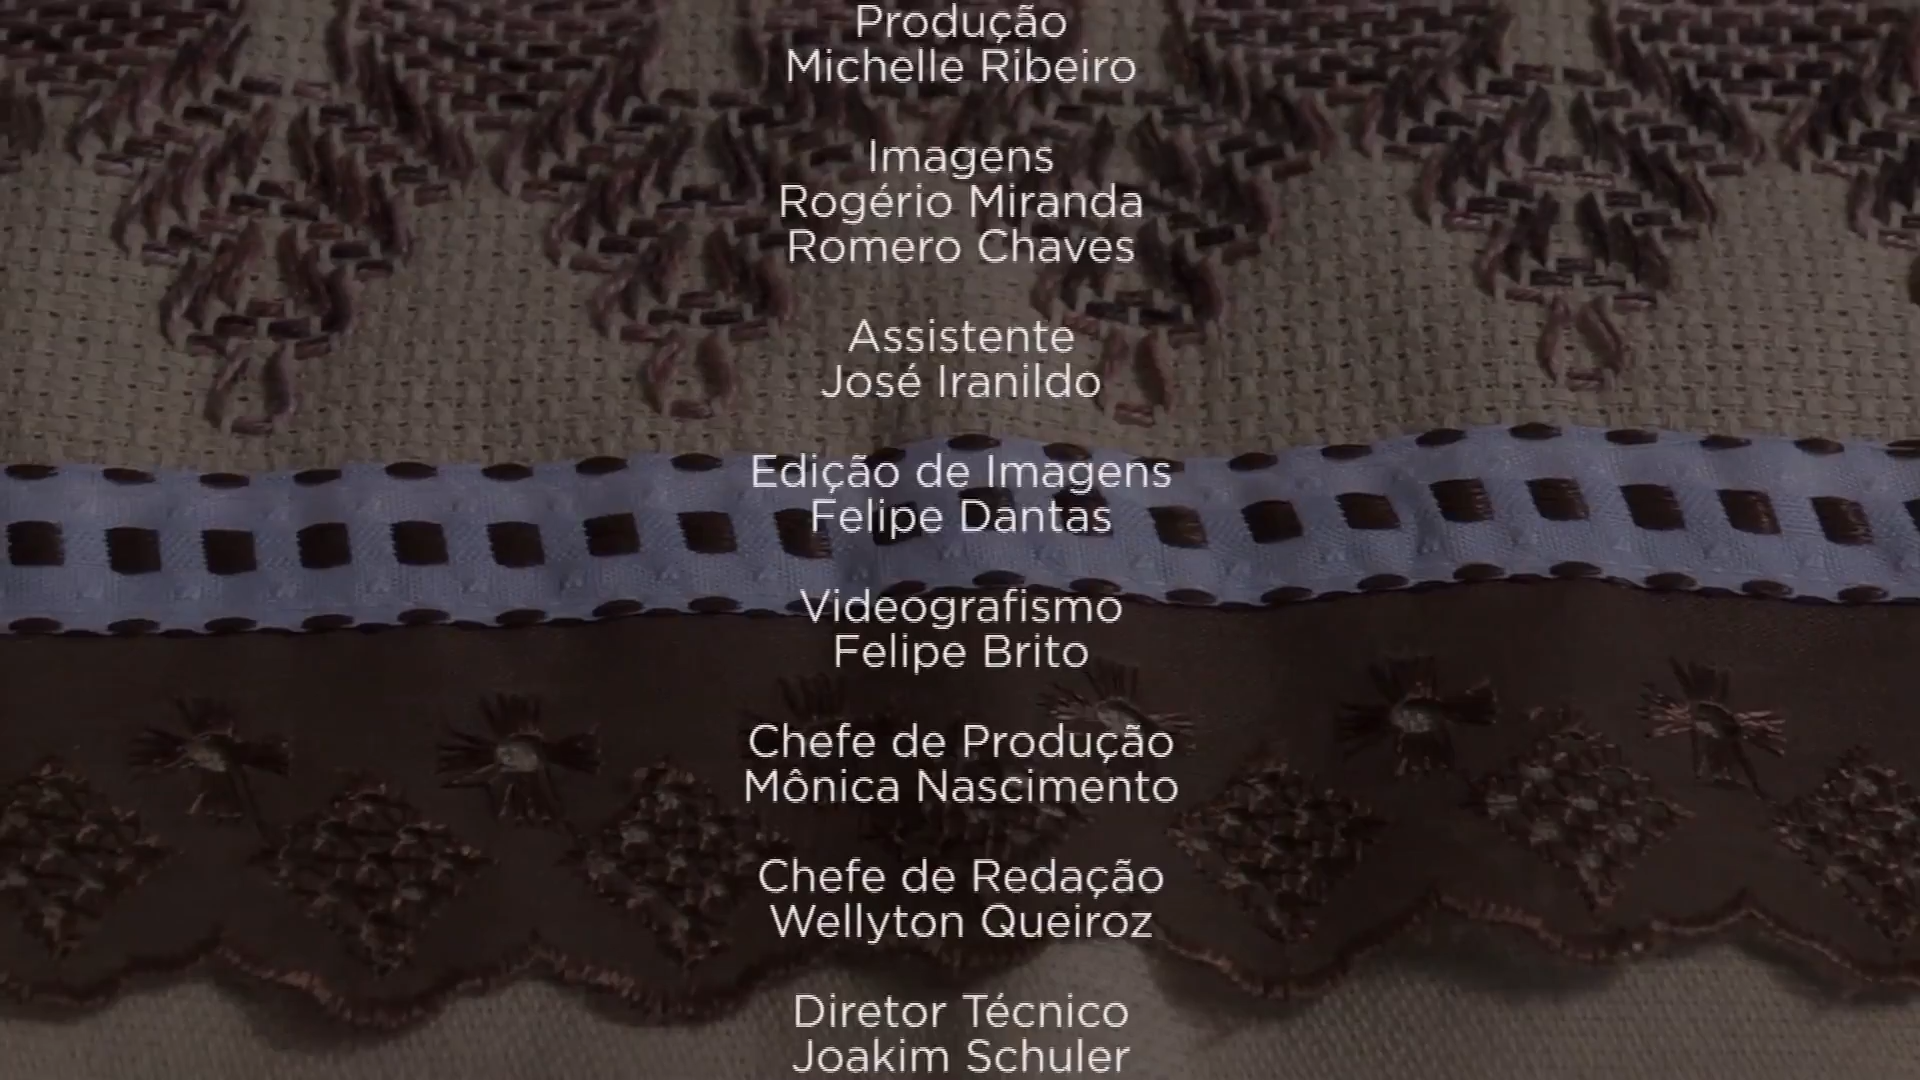 Produção
Michelle Ribeiro
Imagens
Rogério Miranda
Romero Chaves
Assistente
José Iranildo
Edição de Imagens
Felipe Dantas
Videografismo
Felipe Brito
Chefe de Produção
Mônica Nascimento
Chefe de Redação
Wellyton Queiroz
Diretor Técnico
Joakim Schuler